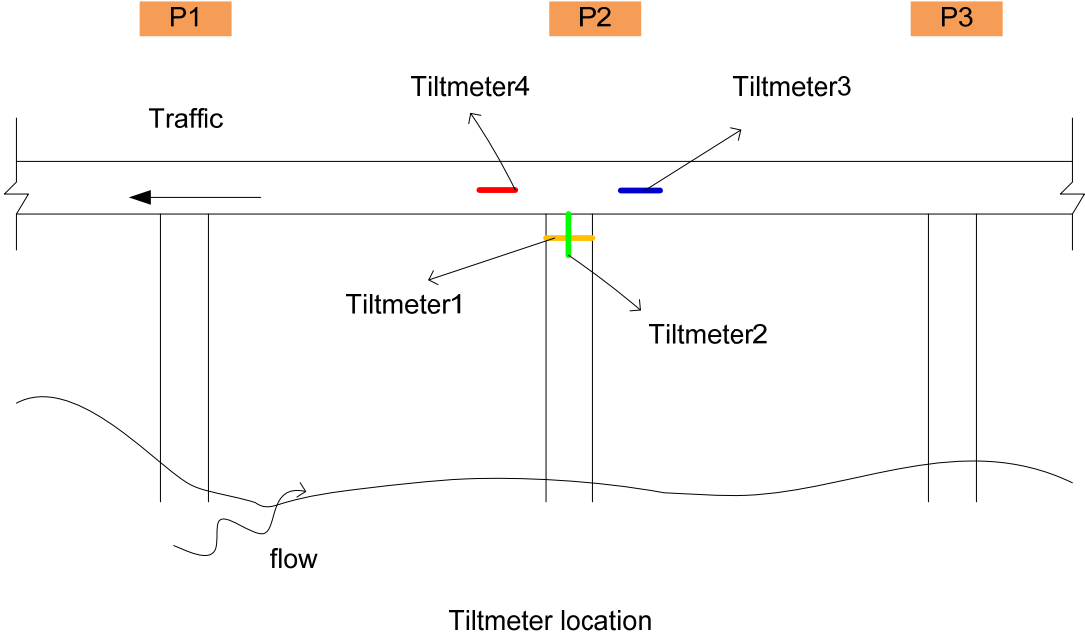 P1
P2
P3
Tiltmeter4
Tiltmeter3
Traffic
Tiltmeter1
Tiltmeter2
flow
Tiltmeter location